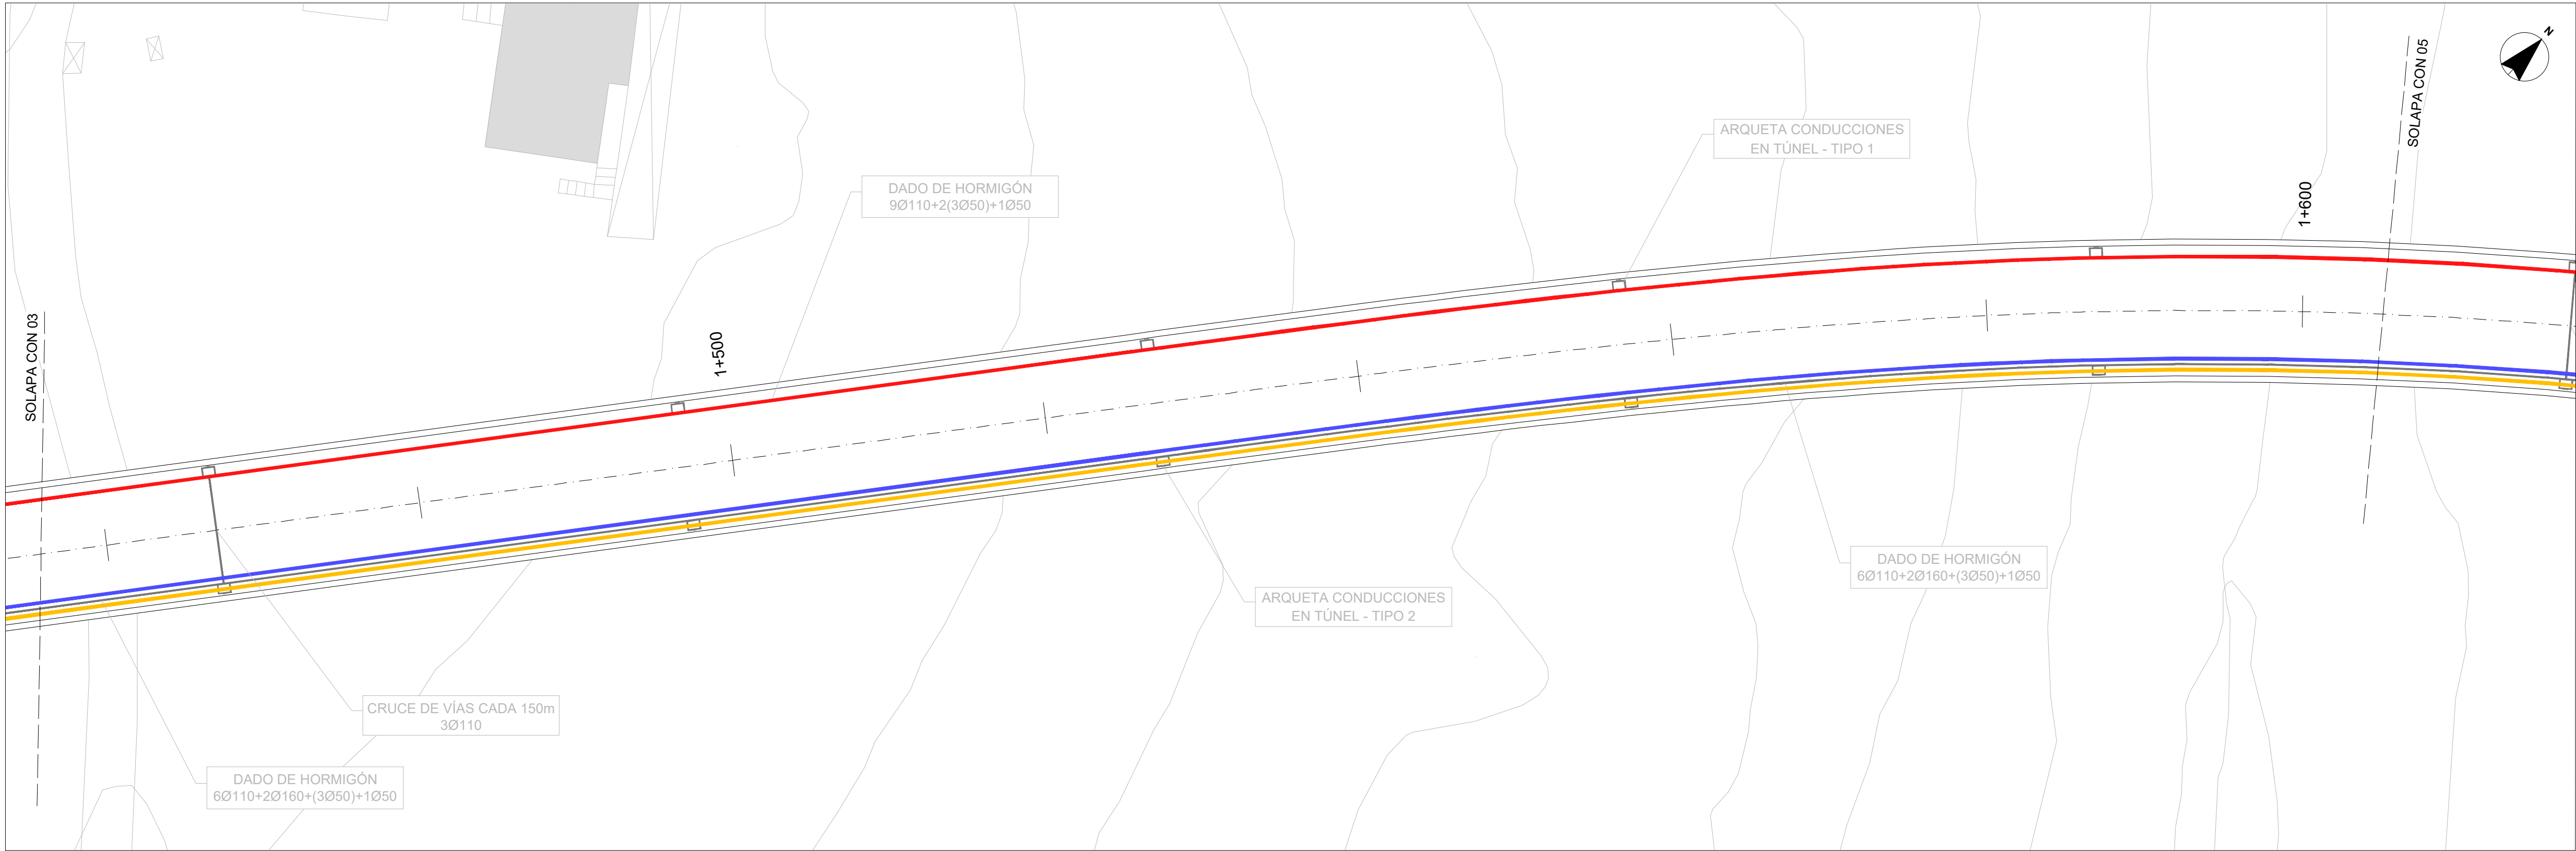 N
SOLAPA CON 05
ARQUETA CONDUCCIONES
EN TÚNEL - TIPO 1
DADO DE HORMIGÓN
9Ø110+2(3Ø50)+1Ø50
1+600
SOLAPA CON 03
1+500
DADO DE HORMIGÓN
6Ø110+2Ø160+(3Ø50)+1Ø50
ARQUETA CONDUCCIONES
EN TÚNEL - TIPO 2
CRUCE DE VÍAS CADA 150m
3Ø110
DADO DE HORMIGÓN
6Ø110+2Ø160+(3Ø50)+1Ø50